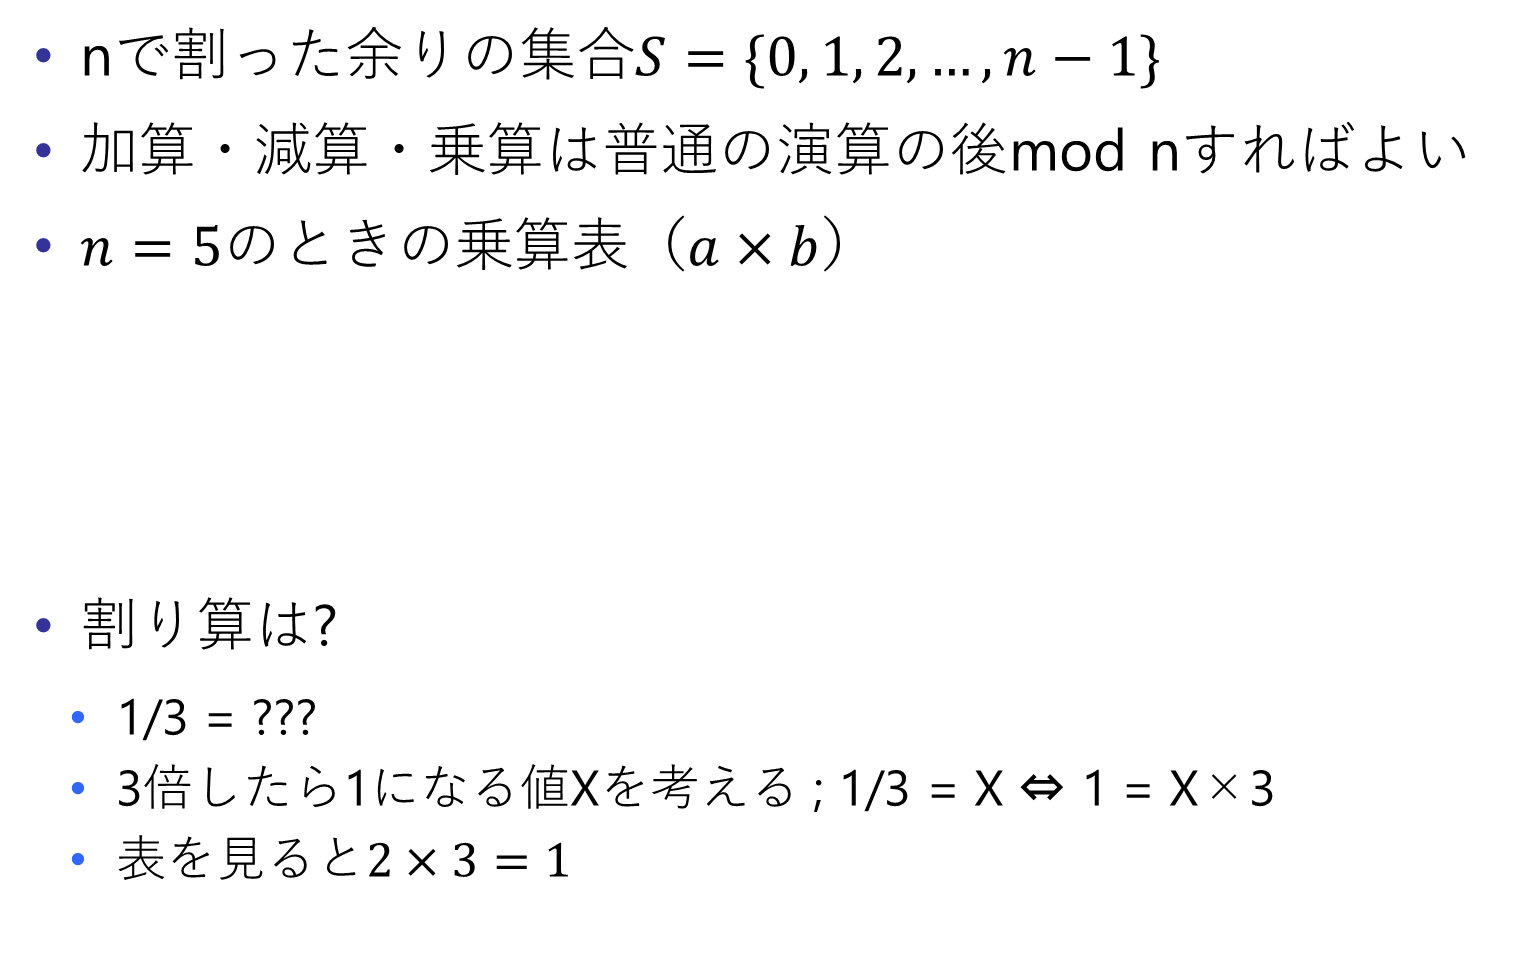 • nで割った余りの集合S = {0, 1, 2, … , n − 1}
• 加算・減算・乗算は普通の演算の後mod nすればよい
• n = 5のときの乗算表（a × b）
• 割り算は?
• 1/3 = ???
• 3倍したら1になる値Xを考える ; 1/3 = X ⇔ 1 = X×3
• 表を見ると2 × 3 = 1